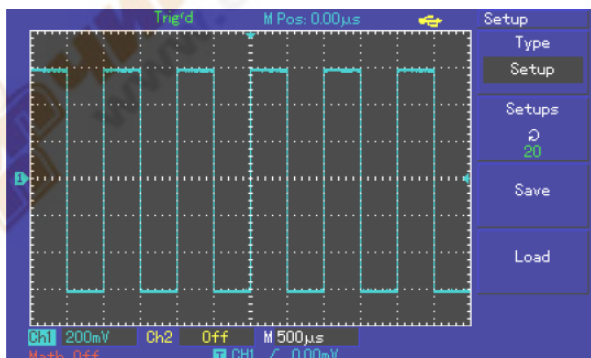 Trig'd M Pos: 0.00μs Setup
Type
Setup
Setups
20
Save
Load
1
Ch1 200mV Ch2 Off M 500μs
Math Off T CH1 / 0.00mV